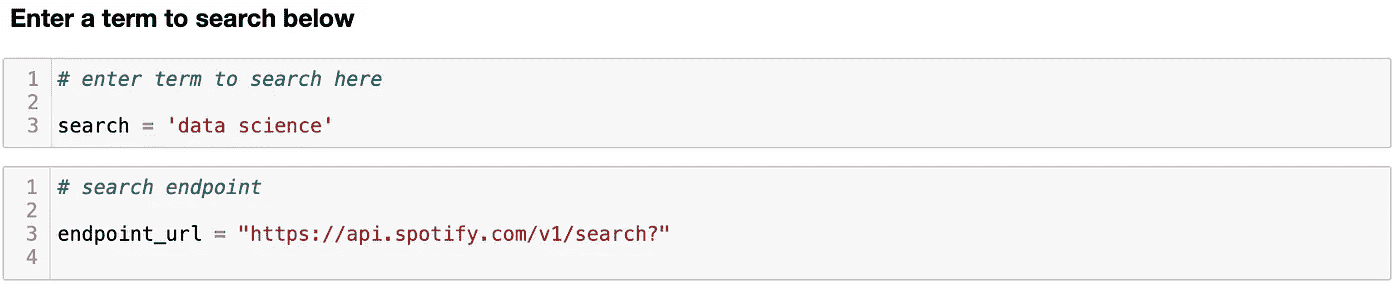 Enter a term to search below
1 # enter term to search here
2
3 search = 'data science'
1 # search endpoint
2
3 endpoint_url = "https://api.spotify.com/v1/search?"
4